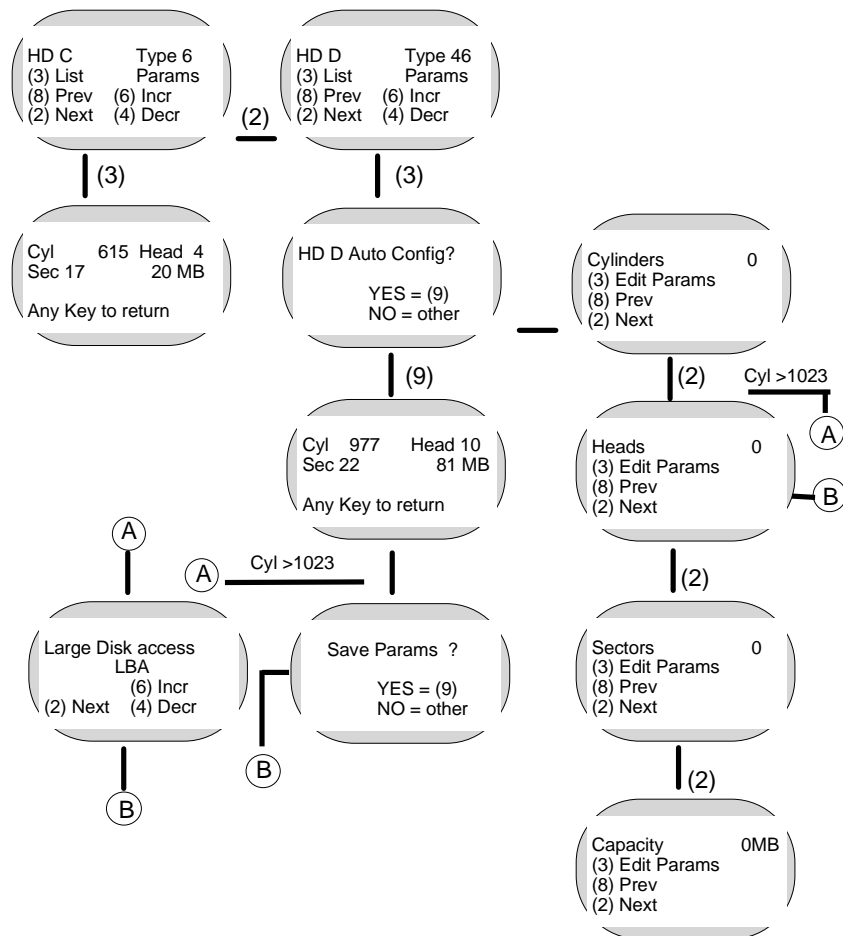 HD C Type 6
(3) List Params
(8) Prev (6) Incr
(2) Next (4) Decr
(2)
HD D Type 46
(3) List Params
(8) Prev (6) Incr
(2) Next (4) Decr
(3)
(3)
Cyl 615 Head 4
Sec 17 20 MB
Any Key to return
HD D Auto Config?
YES = (9)
NO = other
Cylinders 0
(3) Edit Params
(8) Prev
(2) Next
(9)
(2)
Cyl >1023
A
Cyl 977 Head 10
Sec 22 81 MB
Any Key to return
Heads 0
(3) Edit Params
(8) Prev
(2) Next
B
A
A
Cyl >1023
(2)
Large Disk access
LBA
(6) Incr
(2) Next (4) Decr
B
Save Params ?
YES = (9)
NO = other
B
Sectors 0
(3) Edit Params
(8) Prev
(2) Next
(2)
Capacity 0MB
(3) Edit Params
(8) Prev
(2) Next